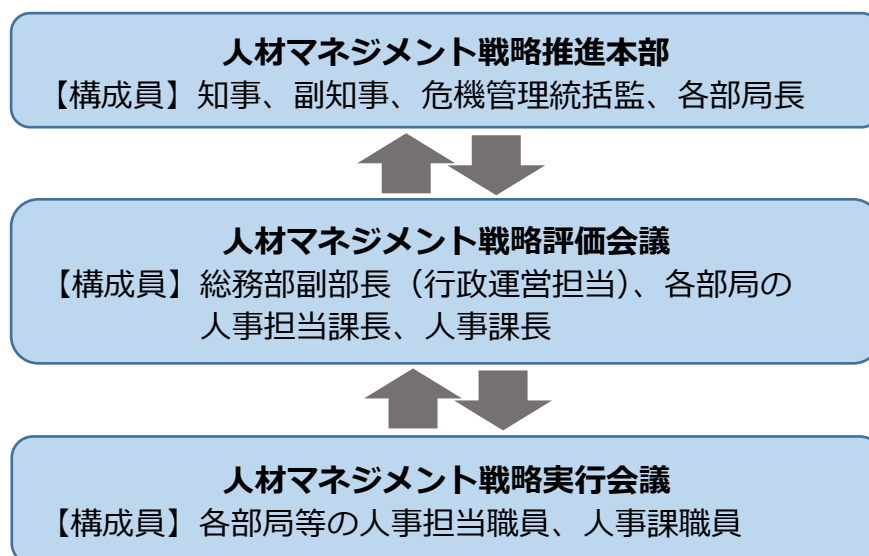 人材マネジメント戦略推進本部
【構成員】知事、副知事、危機管理統括監、各部局長
人材マネジメント戦略評価会議
【構成員】総務部副部長（行政運営担当）、各部局の
人事担当課長、人事課長
人材マネジメント戦略実行会議
【構成員】各部局等の人事担当職員、人事課職員